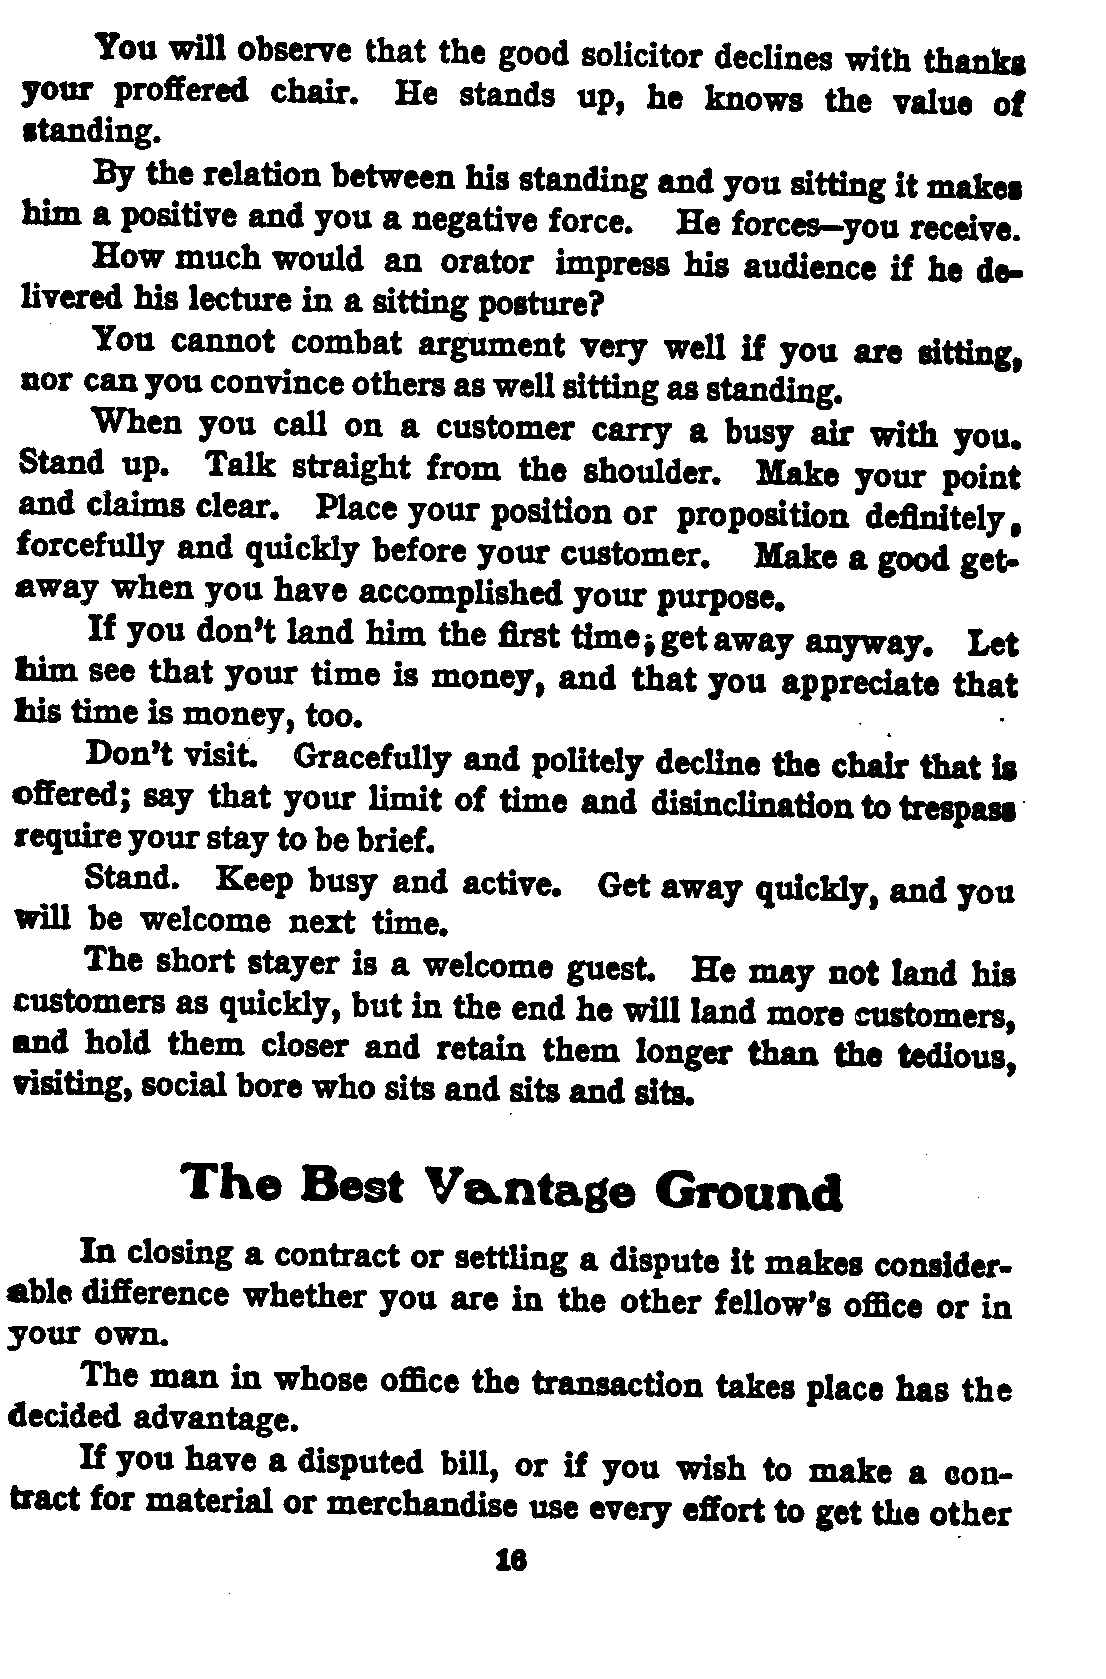 You will observe that the good solicitor declines with thanks
your proffered chair. He stands up, he knows the value of
standing.
By the relation between his standing and you sitting it makes
him a positive and you a negative force. He forces—you receive.
How much would an orator impress his audience if he de-
livered his lecture in a sitting posture?
You cannot combat argument very well if you are sitting,
nor can you convince others as well sitting as standing.
When you call on a customer carry a busy air with you.
Stand up. Talk straight from the shoulder. Make your point
and claims clear. Place your position or proposition definitely,
forcefully and quickly before your customer. Make a good get-
away when you have accomplished your purpose.
If you don't land him the first time; get away anyway. Let
him see that your time is money, and that you appreciate that
his time is money, too.
Don't visit. Gracefully and politely decline the chair that is
offered; say that your limit of time and disinclination to trespass
require your stay to be brief.
Stand. Keep busy and active. Get away quickly, and you
will be welcome next time.
The short stayer is a welcome guest. He may not land his
customers as quickly, but in the end he will land more customers,
and hold them closer and retain them longer than the tedious,
visiting, social bore who sits and sits and sits.
The Best Vantage Ground
In closing a contract or settling a dispute it makes consider-
able difference whether you are in the other fellow's office or in
your own.
The man in whose office the transaction takes place has the
decided advantage.
If you have a disputed bill, or if you wish to make a con-
tract for material or merchandise use every effort to get the other
16